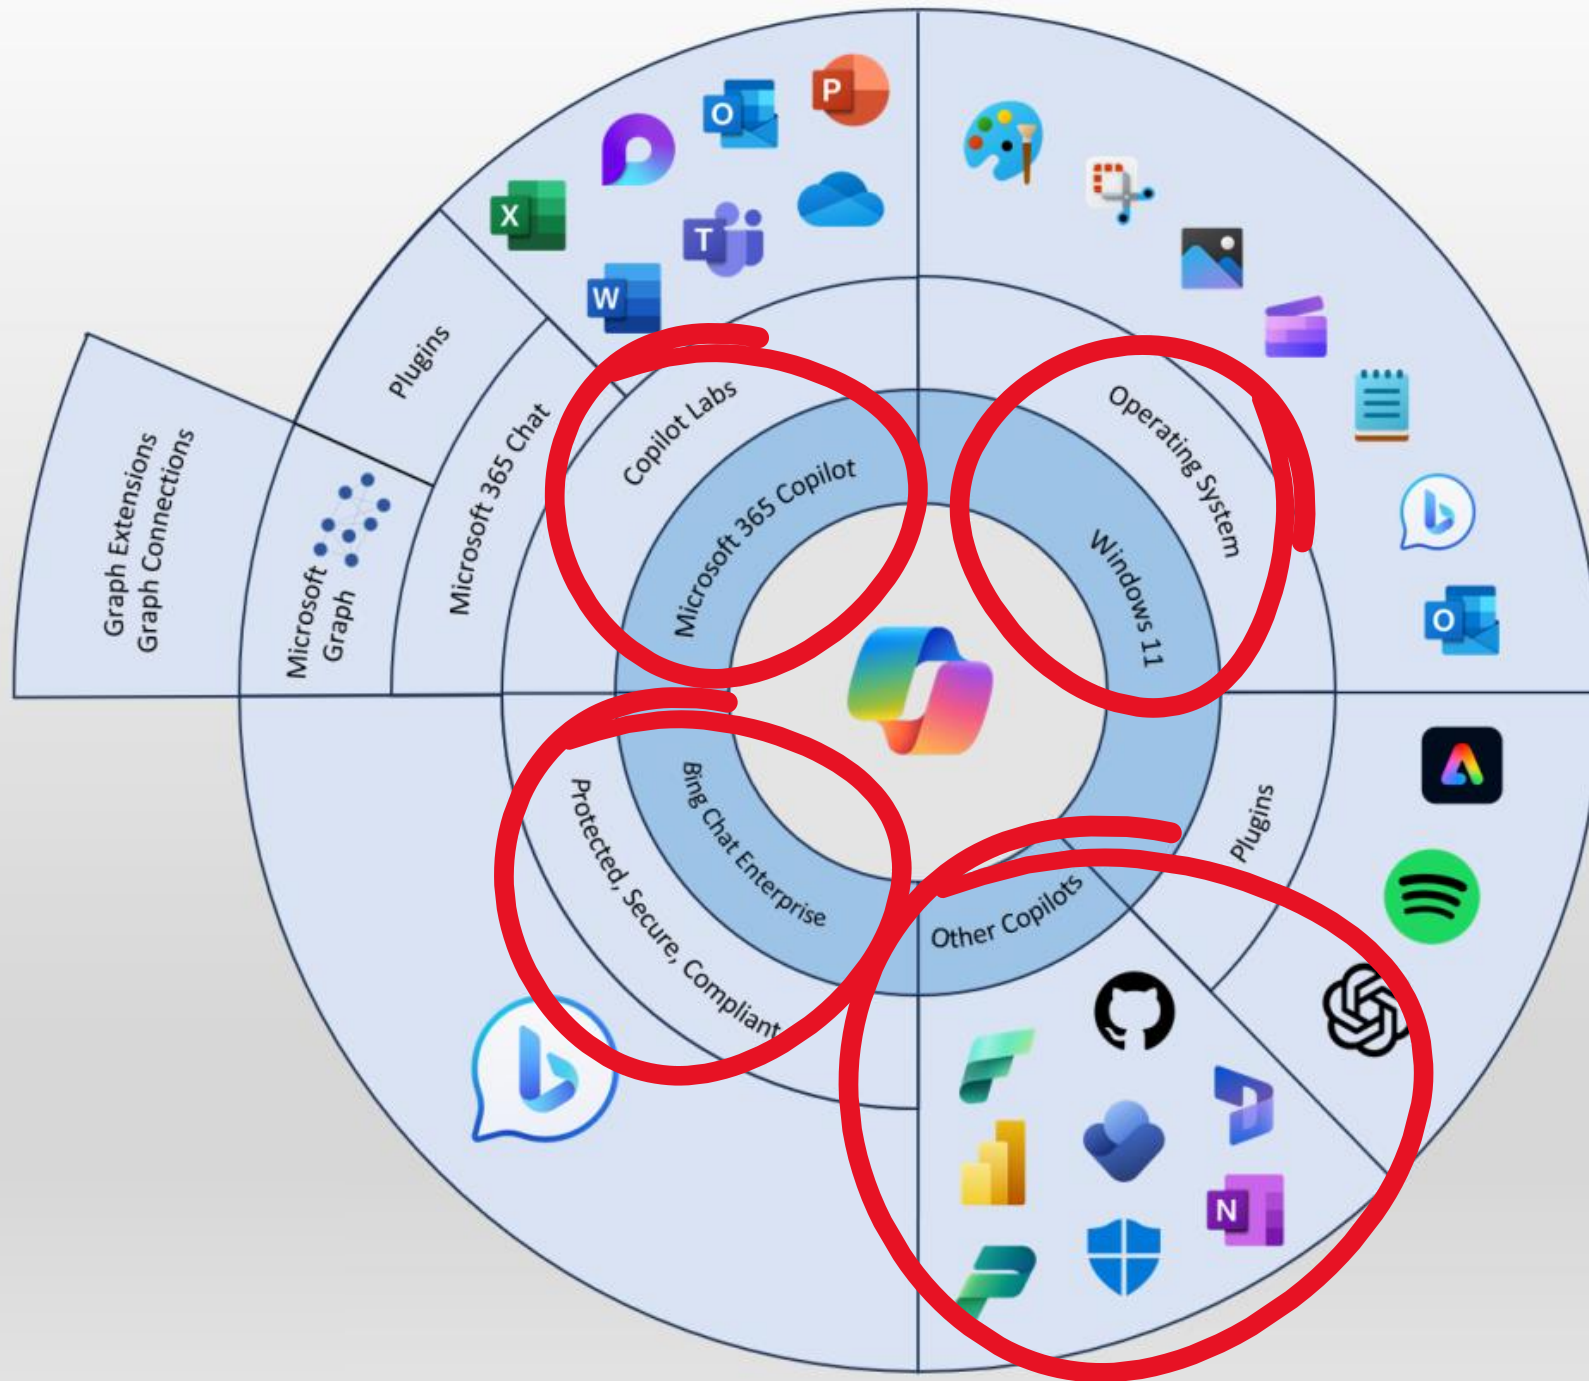 P
O
X
T
W
Plugins
Microsoft 365 Chat
Copilot Labs
Microsoft 365 Copilot
Graph Extensions
Graph Connections
Microsoft
Graph
Operating System
Windows 11
O
Plugins
Bing Chat Enterprise
Protected, Secure, Compliant
Other Copilots
N